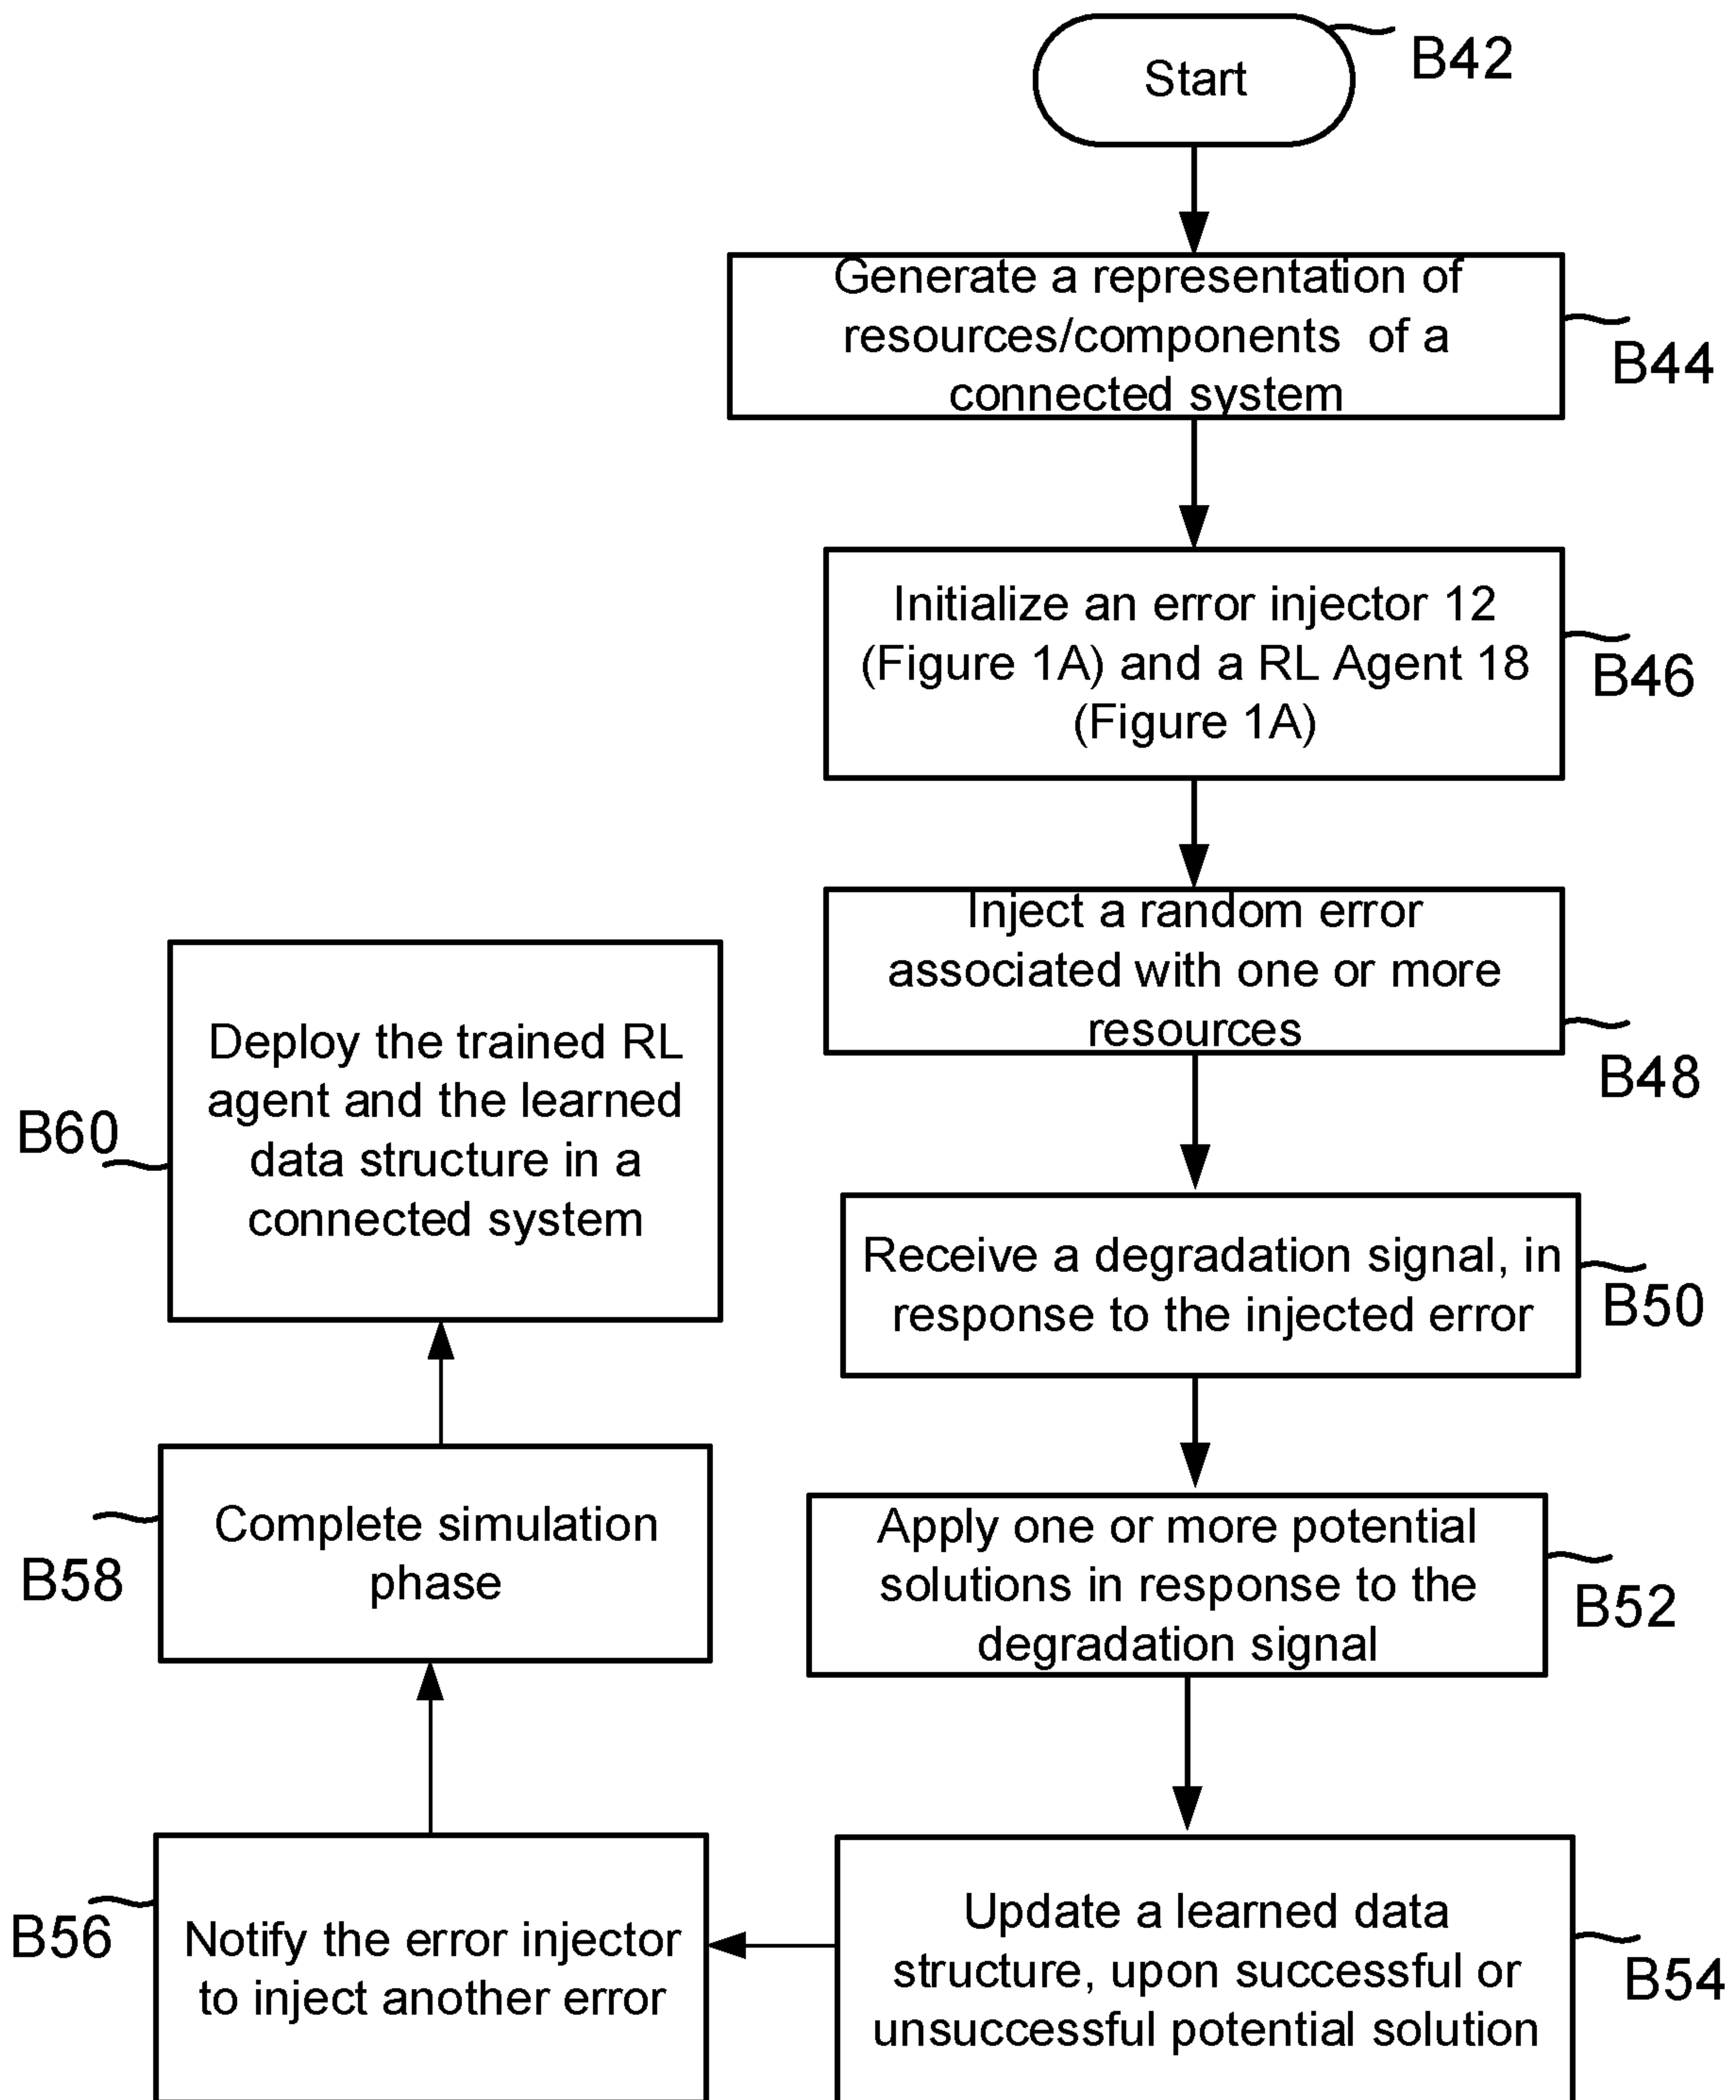 Start
B42
Generate a representation of
resources/components of a
connected system
B44
Initialize an error injector 12
(Figure 1A) and a RL Agent 18
(Figure 1A)
B46
Inject a random error
associated with one or more
resources
B48
Receive a degradation signal, in
response to the injected error
B50
Apply one or more potential
solutions in response to the
degradation signal
B52
Update a learned data
structure, upon successful or
unsuccessful potential solution
B54
Notify the error injector
to inject another error
B56
Complete simulation
phase
B58
Deploy the trained RL
agent and the learned
data structure in a
connected system
B60